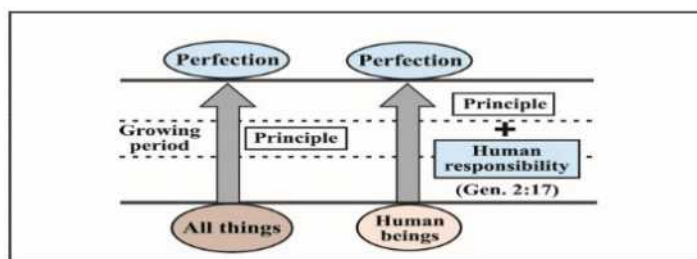 Perfection
Perfection
Growing
period
Principle
Principle
+
Human
responsibility
(Gen. 2:17)
All things
Human
beings